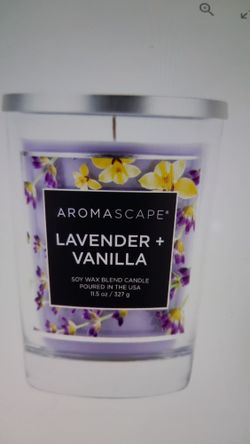 AROMASCAPE®
LAVENDER +
VANILLA
SOY WAX BLEND CANDLE
POURED IN THE USA
11.5 oz / 327 g